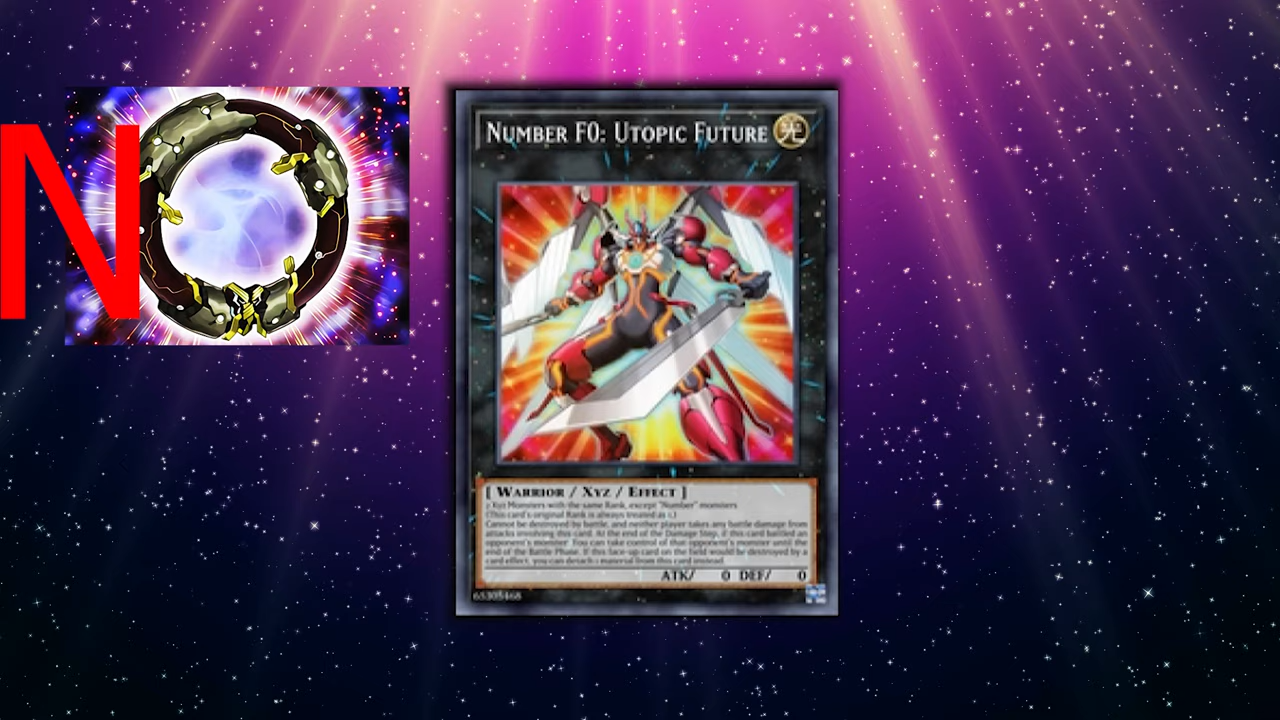 N
NUMBER F0: UTOPIC FUTURE 光
[ WARRIOR / XYZ / EFFECT ]
2 Xyz Monsters with the same Rank, except "Number" monsters
(This card's original Rank is always treated as 1.)
Cannot be destroyed by battle, and neither player takes any battle damage from
attacks involving this card. At the end of the Damage Step, if this card battled an
opponent's monster: You can take control of that opponent's monster until the
end of the Battle Phase. If this face-up card on the field would be destroyed by a
card effect, you can detach 1 material from this card instead.
ATK/ 0 DEF/ 0
65305468